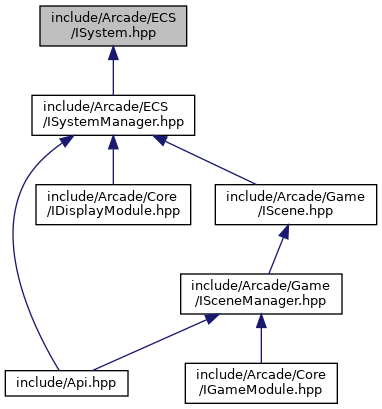 include/Arcade/ECS
/ISystem.hpp
include/Arcade/ECS
/ISystemManager.hpp
include/Arcade/Core
/IDisplayModule.hpp
include/Arcade/Game
/IScene.hpp
include/Arcade/Game
/ISceneManager.hpp
include/Api.hpp
include/Arcade/Core
/IGameModule.hpp